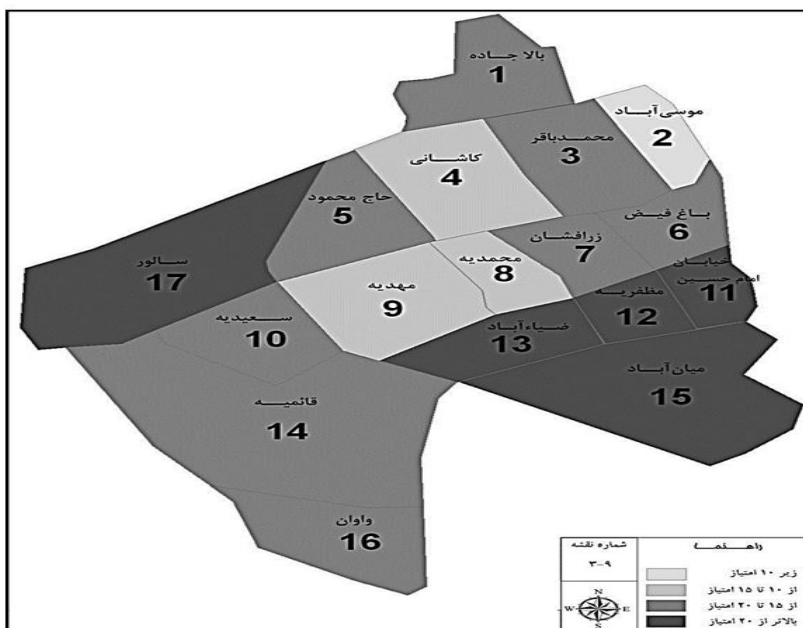 بالا جاده
1
موسی‌آباد
2
محمدباقر
3
کاشانی
4
حاج محمود
5
باغ فیض
6
زرافشان
7
محمدیه
8
مهدیه
9
سعیدیه
10
خیابان
امام حسین
11
مظفریه
12
ضیاءآباد
13
قائمیه
14
میان‌آباد
15
واوان
16
سالور
17
شماره نقشه
۳-۹
راهنما
زیر ۱۰ امتیاز
از ۱۰ تا ۱۵ امتیاز
از ۱۵ تا ۲۰ امتیاز
بالاتر از ۲۰ امتیاز
N
W E
S